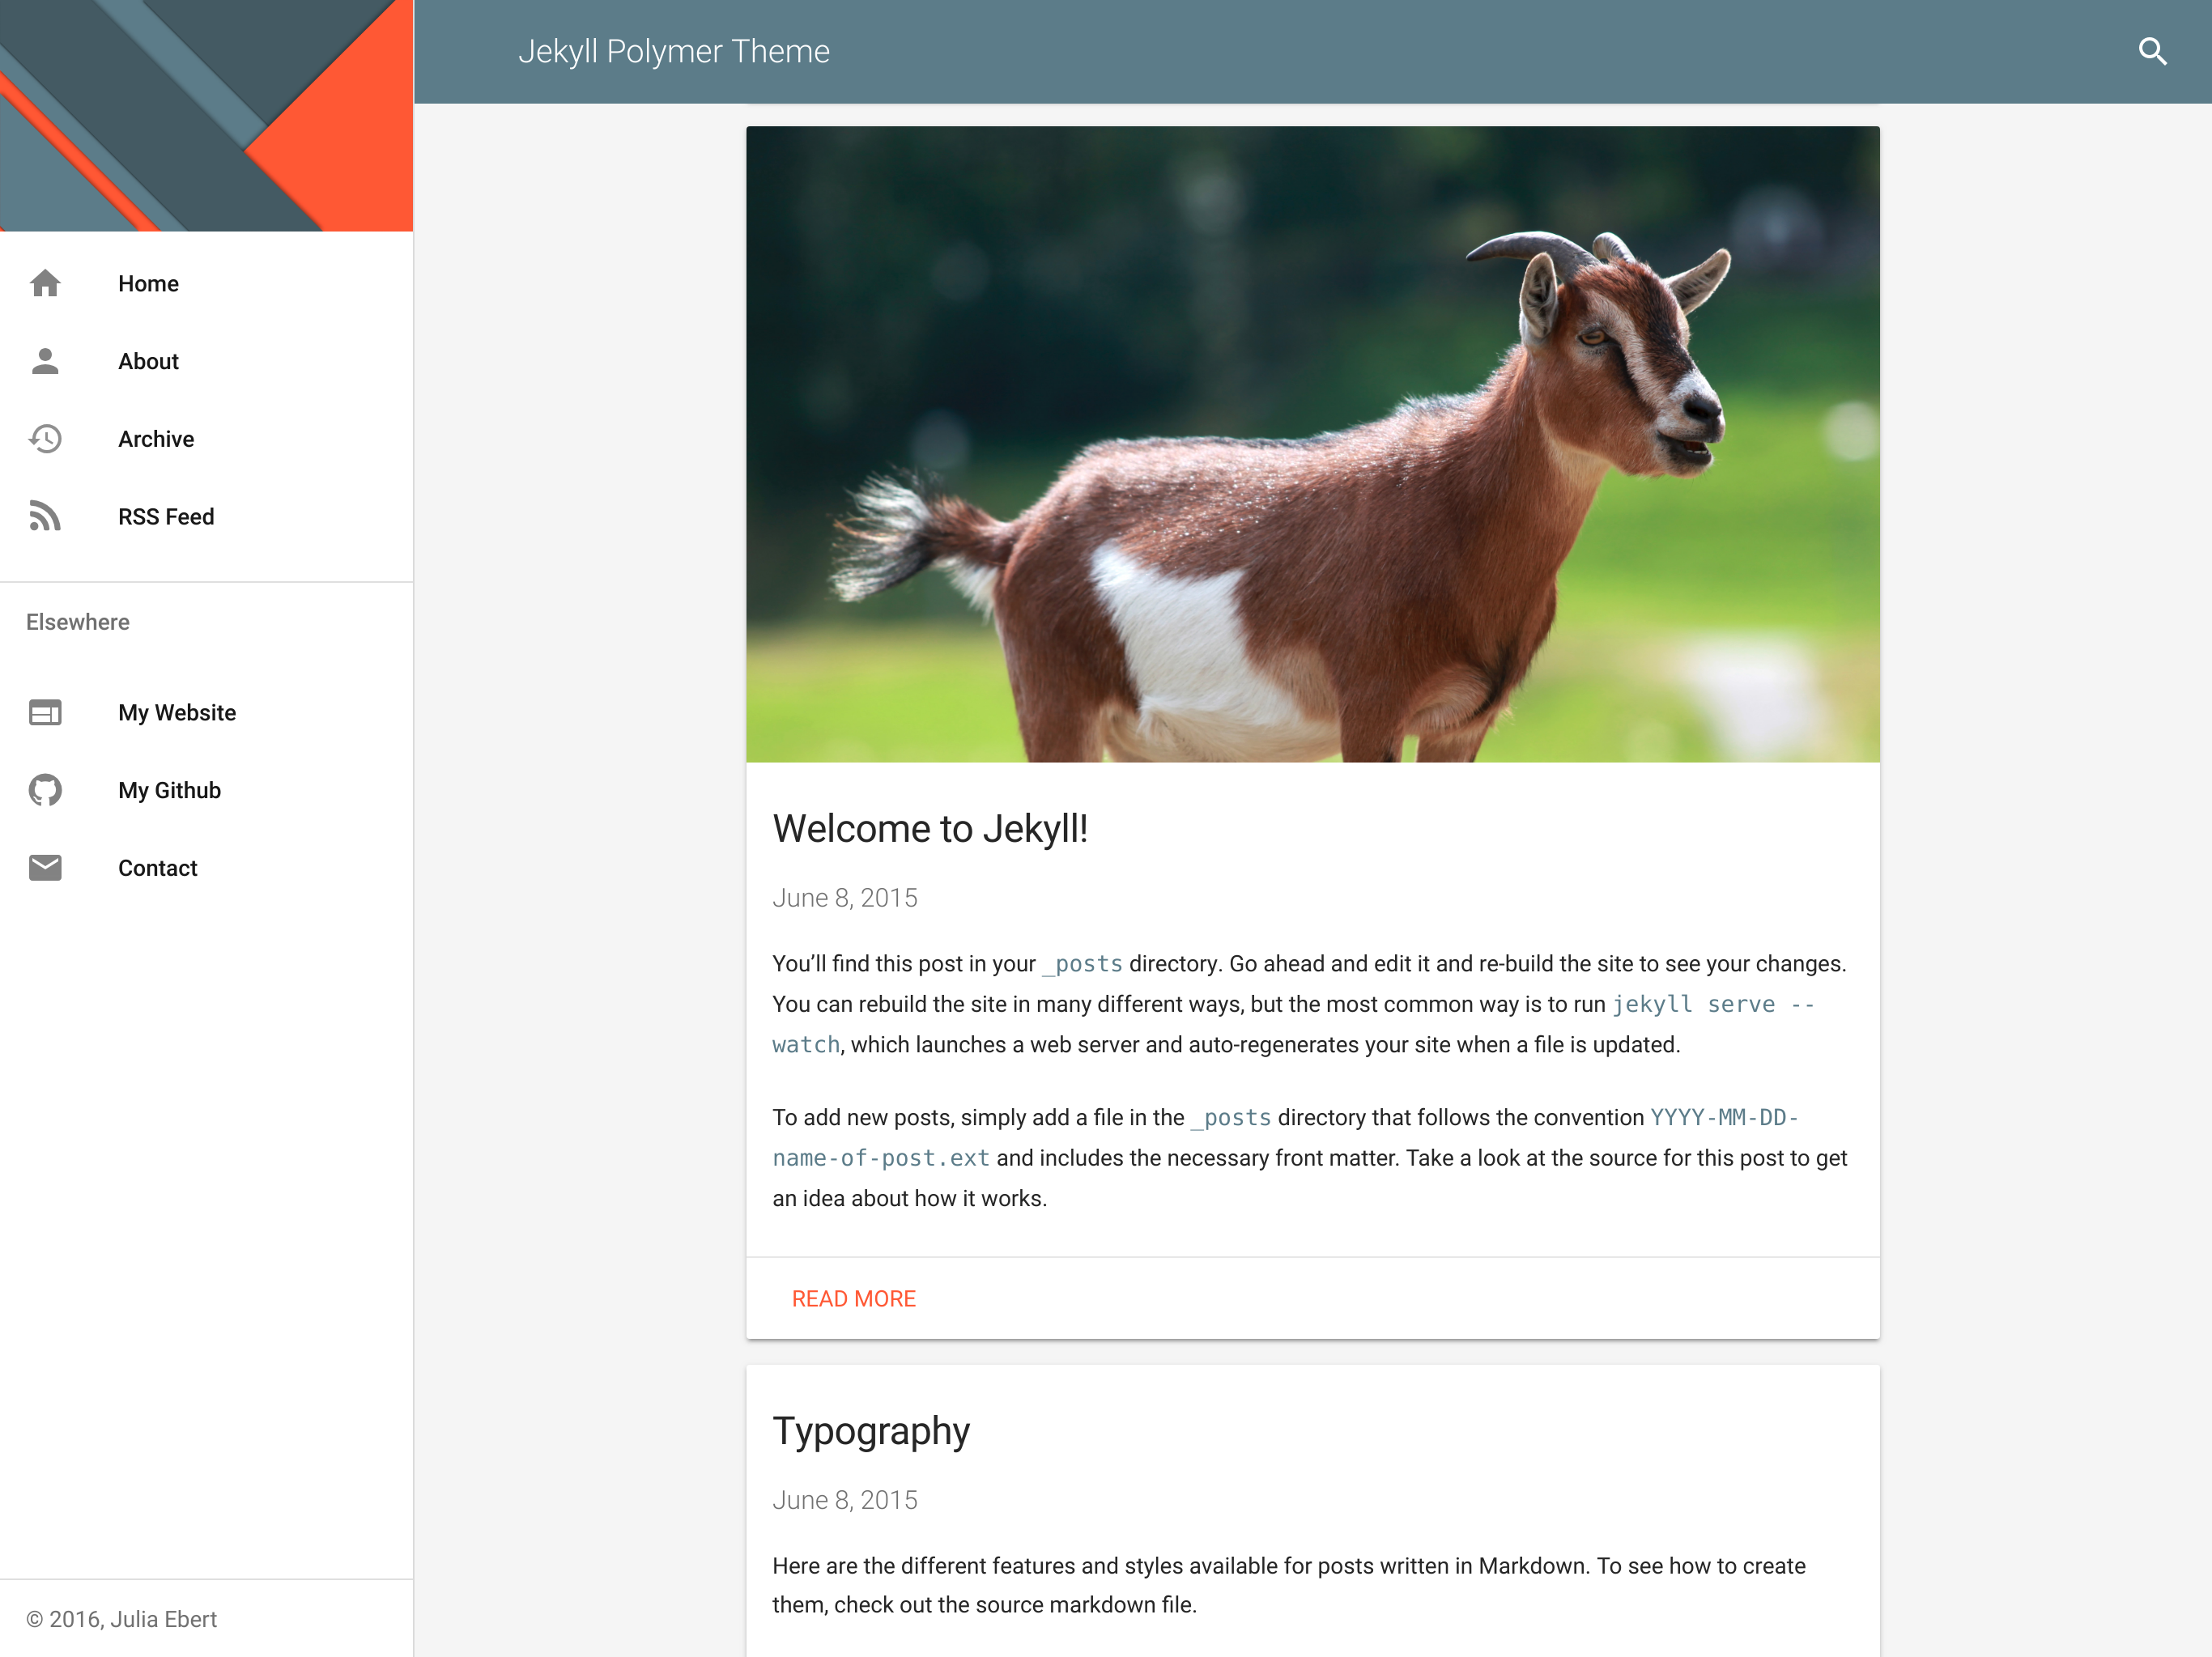 Jekyll Polymer Theme
Home
About
Archive
RSS Feed
Elsewhere
My Website
My Github
Contact
© 2016, Julia Ebert
Welcome to Jekyll!
June 8, 2015
You’ll find this post in your _posts directory. Go ahead and edit it and re-build the site to see your changes.
You can rebuild the site in many different ways, but the most common way is to run jekyll serve --
watch, which launches a web server and auto-regenerates your site when a file is updated.
To add new posts, simply add a file in the _posts directory that follows the convention YYYY-MM-DD-
name-of-post.ext and includes the necessary front matter. Take a look at the source for this post to get
an idea about how it works.
READ MORE
Typography
June 8, 2015
Here are the different features and styles available for posts written in Markdown. To see how to create
them, check out the source markdown file.